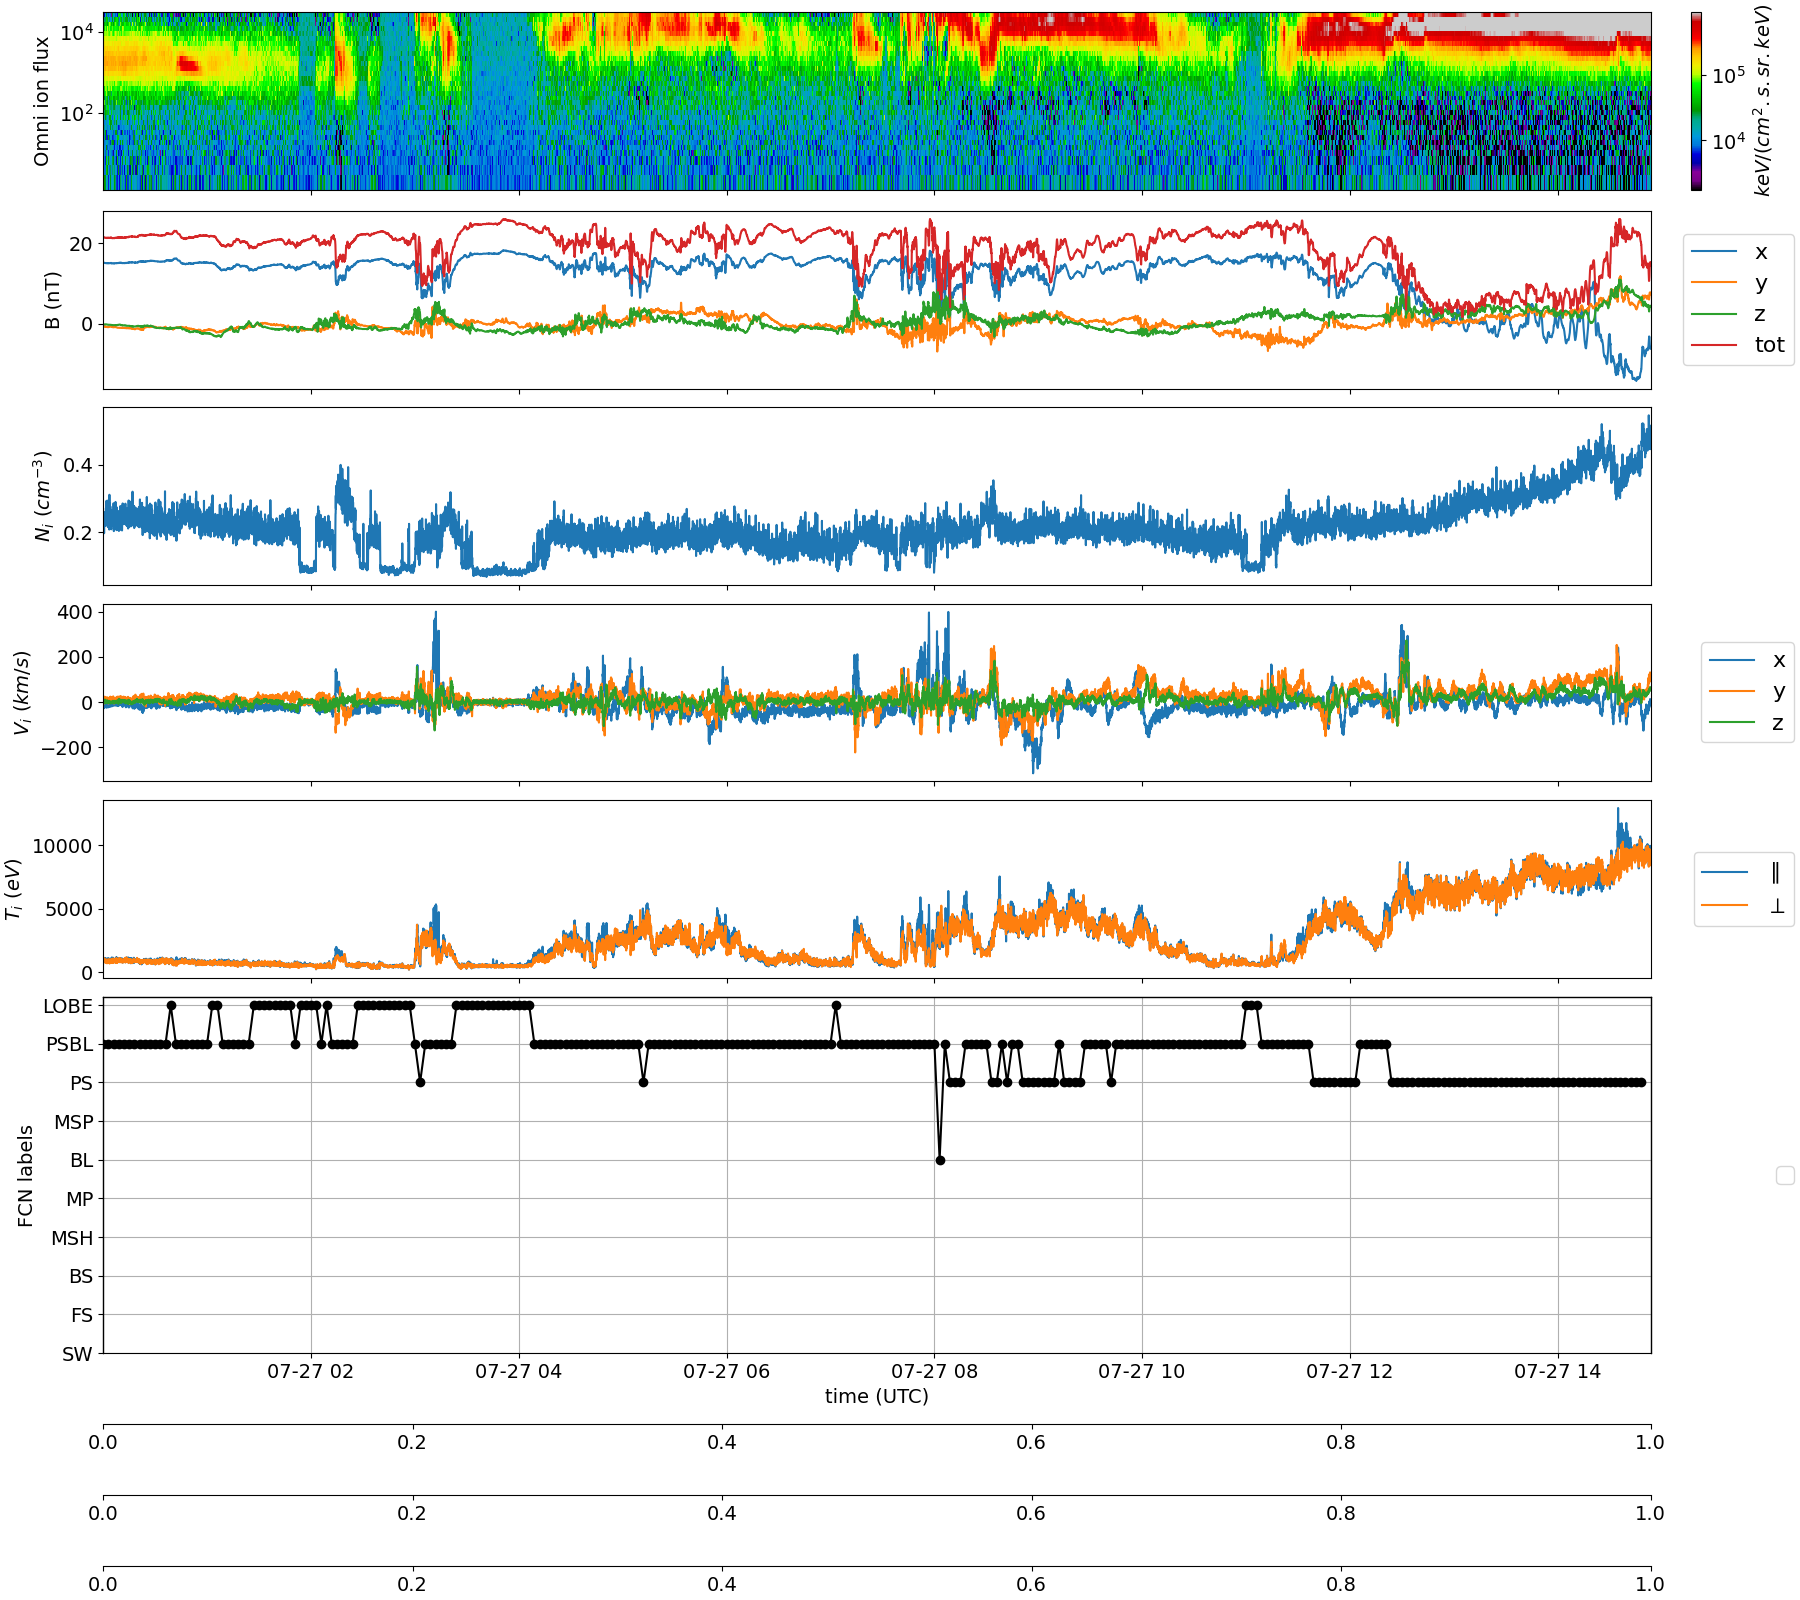 Omni ion flux
10^4
10^2
10^5
10^4
keV/(cm^2.s.sr.keV)
B (nT)
20
0
x
y
z
tot
N_i (cm^{-3})
0.4
0.2
V_i (km/s)
400
200
0
−200
x
y
z
T_i (eV)
10000
5000
0
∥
⊥
FCN labels
LOBE
PSBL
PS
MSP
BL
MP
MSH
BS
FS
SW
07-27 02 07-27 04 07-27 06 07-27 08 07-27 10 07-27 12 07-27 14
time (UTC)
0.0 0.2 0.4 0.6 0.8 1.0
0.0 0.2 0.4 0.6 0.8 1.0
0.0 0.2 0.4 0.6 0.8 1.0